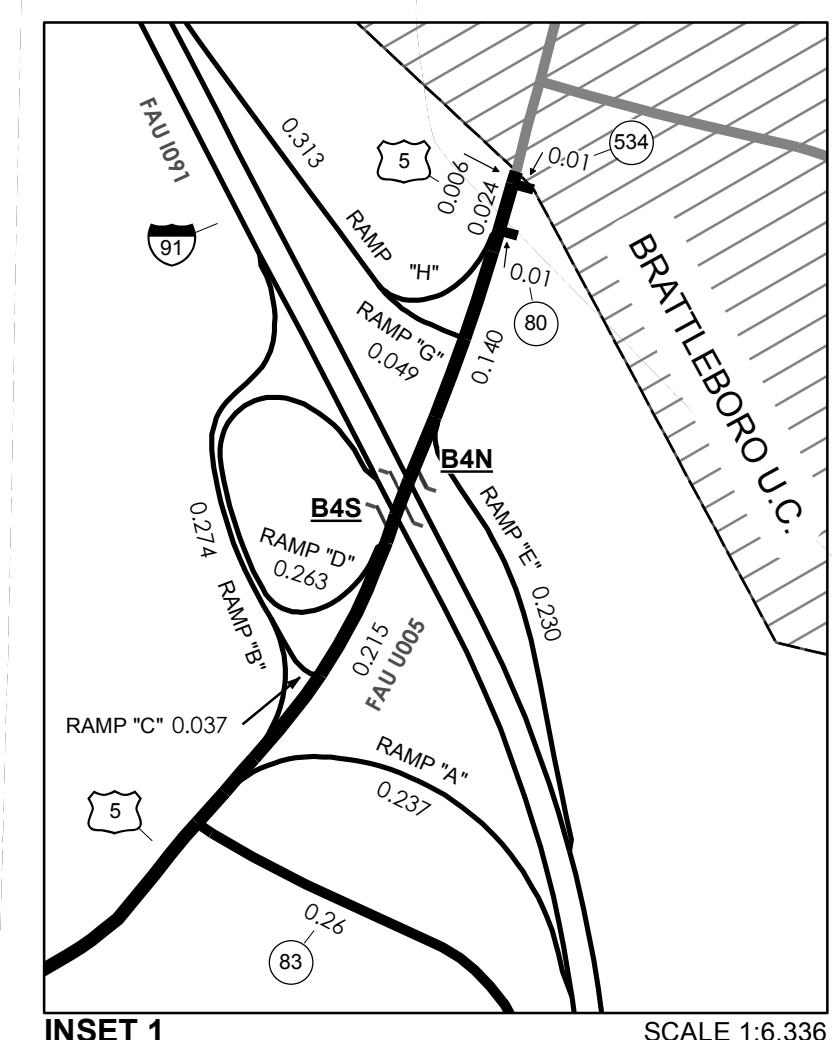 FAU I091
0.313
5
0.006
0.024
0.01
534
91
RAMP "H"
0.01
80
RAMP "G"
0.049
0.140
BRATTLEBORO U.C.
B4N
B4S
RAMP "E"
0.230
0.274
RAMP "B"
RAMP "D"
0.263
0.215
FAU U005
RAMP "C" 0.037
RAMP "A"
0.237
5
0.26
83
INSET 1
SCALE 1:6,336